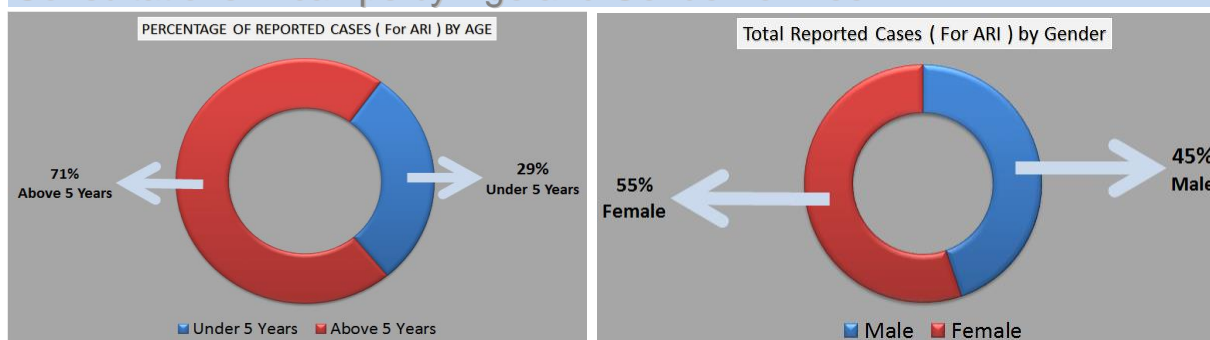 PERCENTAGE OF REPORTED CASES ( For ARI ) BY AGE
71%
Above 5 Years
29%
Under 5 Years
Under 5 Years Above 5 Years
Total Reported Cases ( For ARI ) by Gender
55%
Female
45%
Male
Male Female